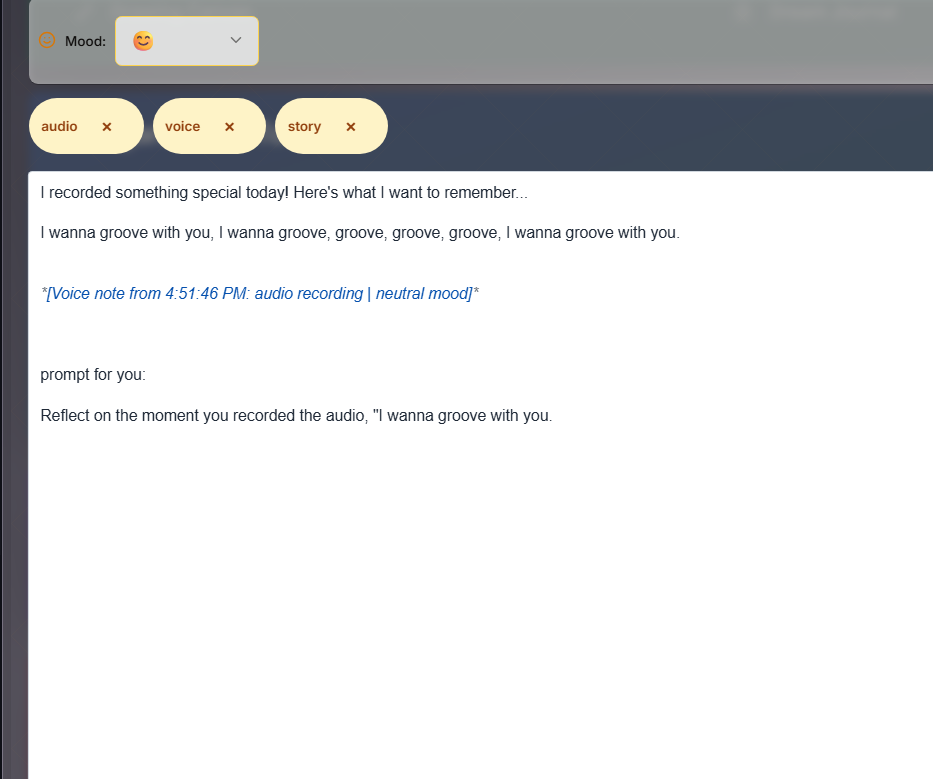 Mood: 😊
audio ×
voice ×
story ×
I recorded something special today! Here's what I want to remember...
I wanna groove with you, I wanna groove, groove, groove, groove, I wanna groove with you.
*[Voice note from 4:51:46 PM: audio recording | neutral mood]*
prompt for you:
Reflect on the moment you recorded the audio, "I wanna groove with you.